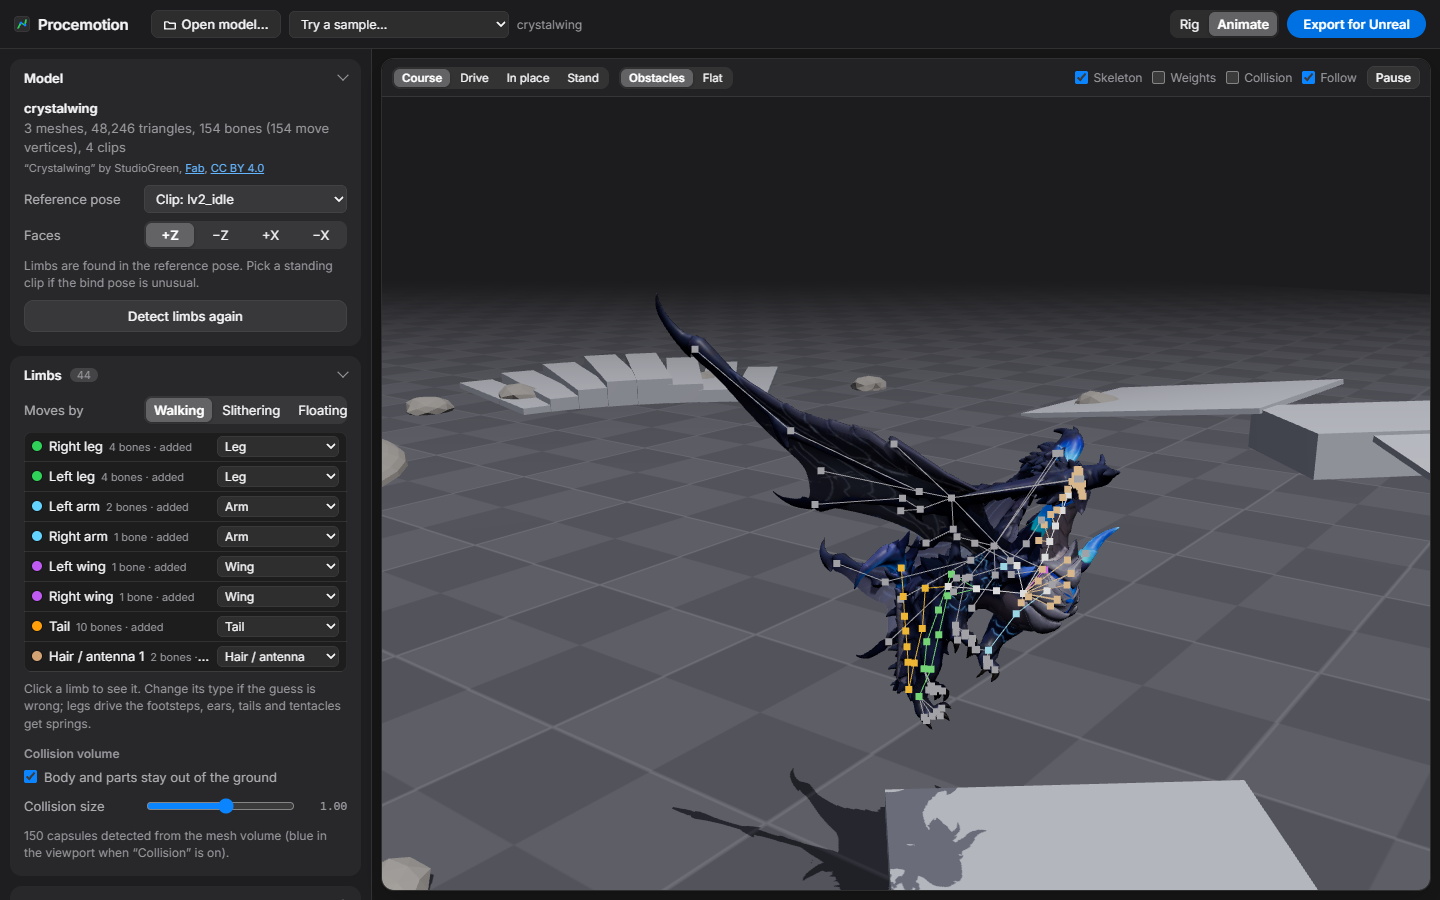 Procemotion
Open model...
Try a sample...
crystalwing
Rig
Animate
Export for Unreal
Model
crystalwing
3 meshes, 48,246 triangles, 154 bones (154 move
vertices), 4 clips
“Crystalwing” by StudioGreen, Fab, CC BY 4.0
Reference pose
Clip: lv2_idle
Faces
+Z
−Z
+X
−X
Limbs are found in the reference pose. Pick a standing
clip if the bind pose is unusual.
Detect limbs again
Limbs 44
Moves by
Walking
Slithering
Floating
Right leg 4 bones · added
Leg
Left leg 4 bones · added
Leg
Left arm 2 bones · added
Arm
Right arm 1 bone · added
Arm
Left wing 1 bone · added
Wing
Right wing 1 bone · added
Wing
Tail 10 bones · added
Tail
Hair / antenna 1 2 bones ·...
Hair / antenna
Click a limb to see it. Change its type if the guess is
wrong; legs drive the footsteps, ears, tails and tentacles
get springs.
Collision volume
Body and parts stay out of the ground
Collision size
1.00
150 capsules detected from the mesh volume (blue in
the viewport when “Collision” is on).
Course
Drive
In place
Stand
Obstacles
Flat
Skeleton
Weights
Collision
Follow
Pause